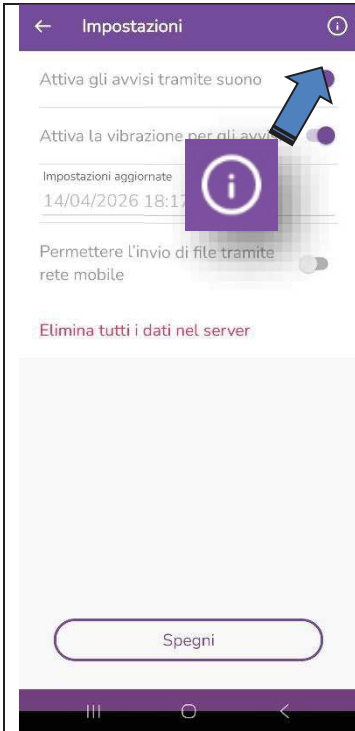 Impostazioni
Attiva gli avvisi tramite suono
Attiva la vibrazione per gli avvisi
Impostazioni aggiornate
14/04/2026 18:17
Permettere l'invio di file tramite
rete mobile
Elimina tutti i dati nel server
Spegni